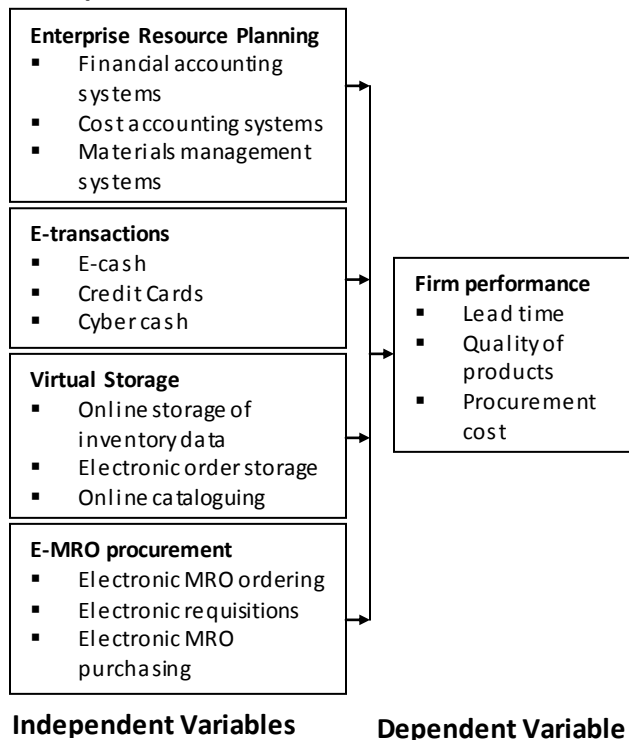 Enterprise Resource Planning
▪ Financial accounting
systems
▪ Cost accounting systems
▪ Materials management
systems
E-transactions
▪ E-cash
▪ Credit Cards
▪ Cyber cash
Virtual Storage
▪ Online storage of
inventory data
▪ Electronic order storage
▪ Online cataloguing
E-MRO procurement
▪ Electronic MRO ordering
▪ Electronic requisitions
▪ Electronic MRO
purchasing
Firm performance
▪ Lead time
▪ Quality of
products
▪ Procurement
cost
Independent Variables
Dependent Variable